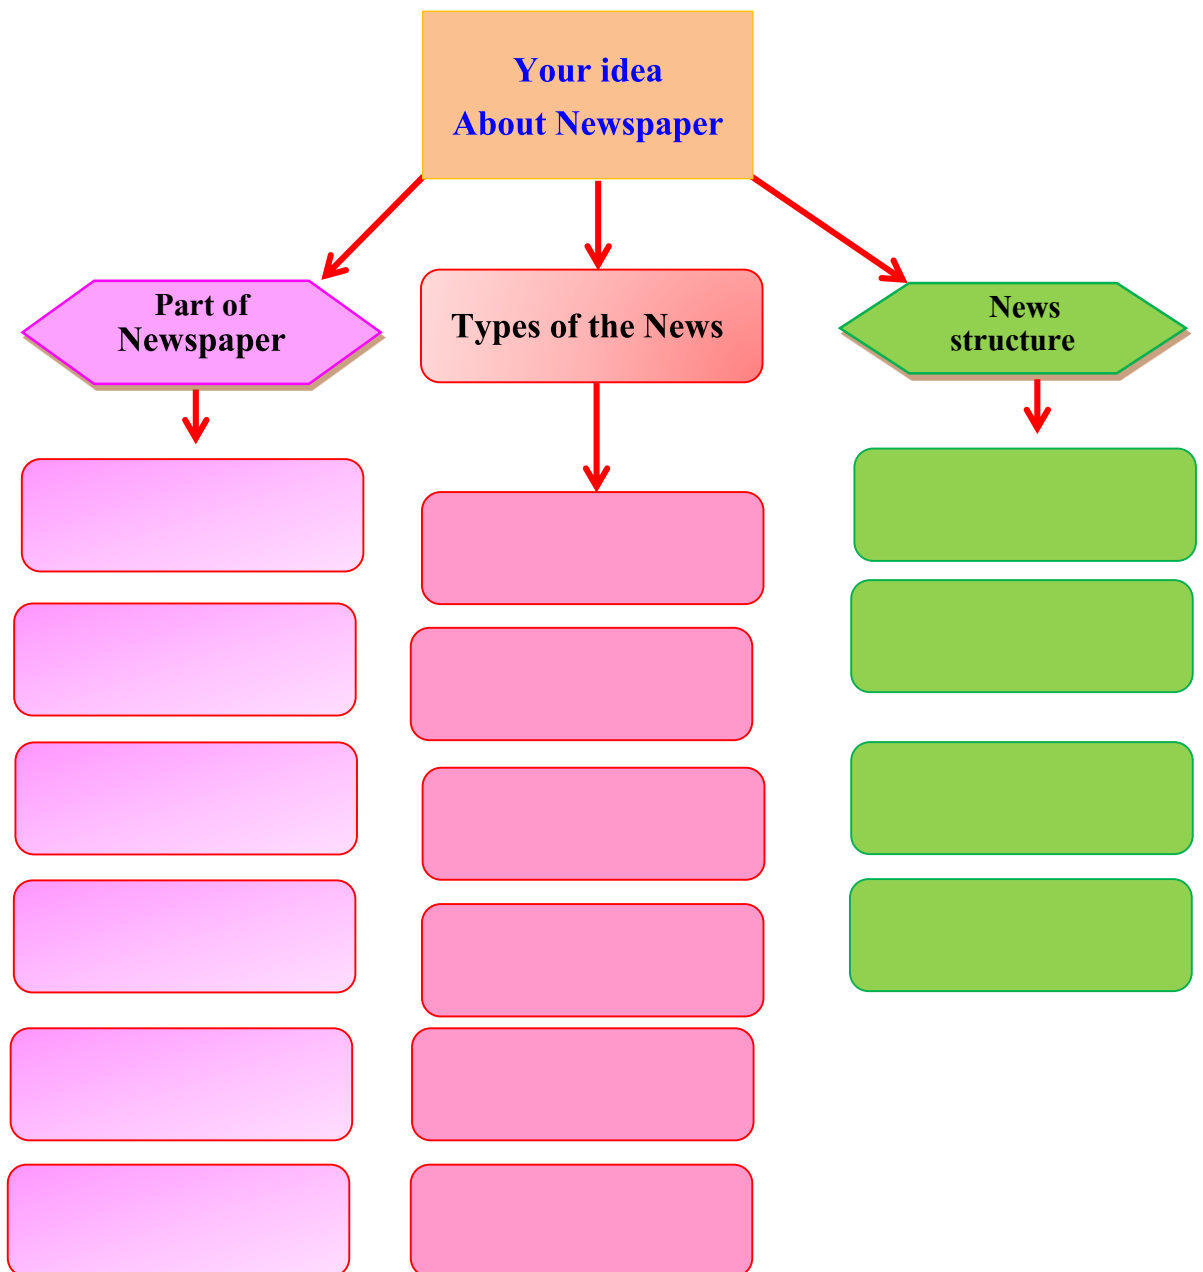 Your idea
About Newspaper
Part of
Newspaper
Types of the News
News
structure